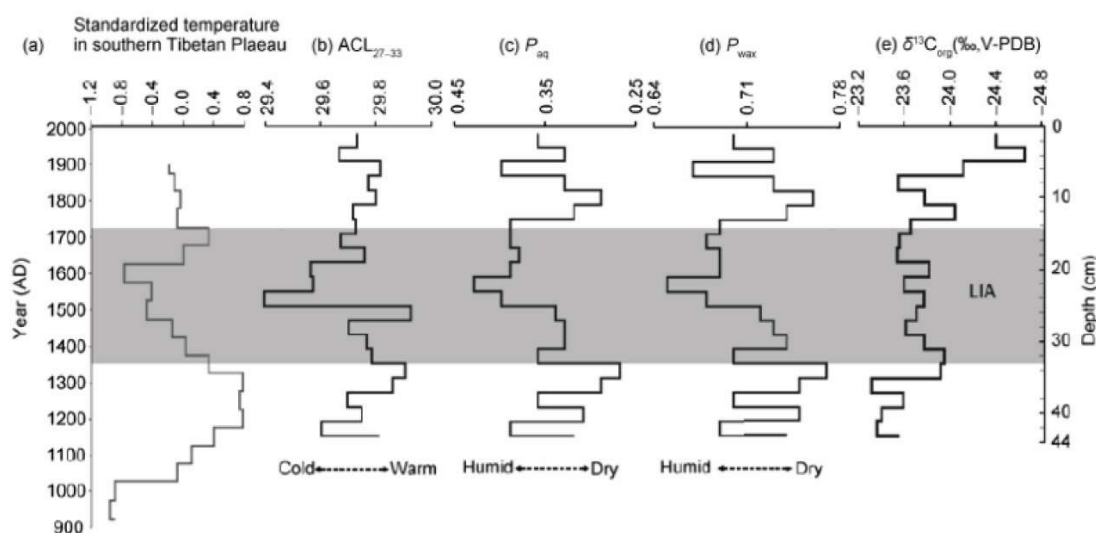 Standardized temperature
in southern Tibetan Plaeau
(a) (b) ACL27–33 (c) Paq (d) Pwax (e) δ13Corg(‰,V-PDB)
−1.2 −0.8 −0.4 0.0 0.4 0.8
29.4 29.6 29.8 30.0
0.45 0.35 0.25
0.64 0.71 0.78
−23.2 −23.6 −24.0 −24.4 −24.8
Year (AD)
2000
1900
1800
1700
1600
1500
1400
1300
1200
1100
1000
900
LIA
Cold Warm
Humid Dry
Humid Dry
0
10
20
30
40
44
Depth (cm)